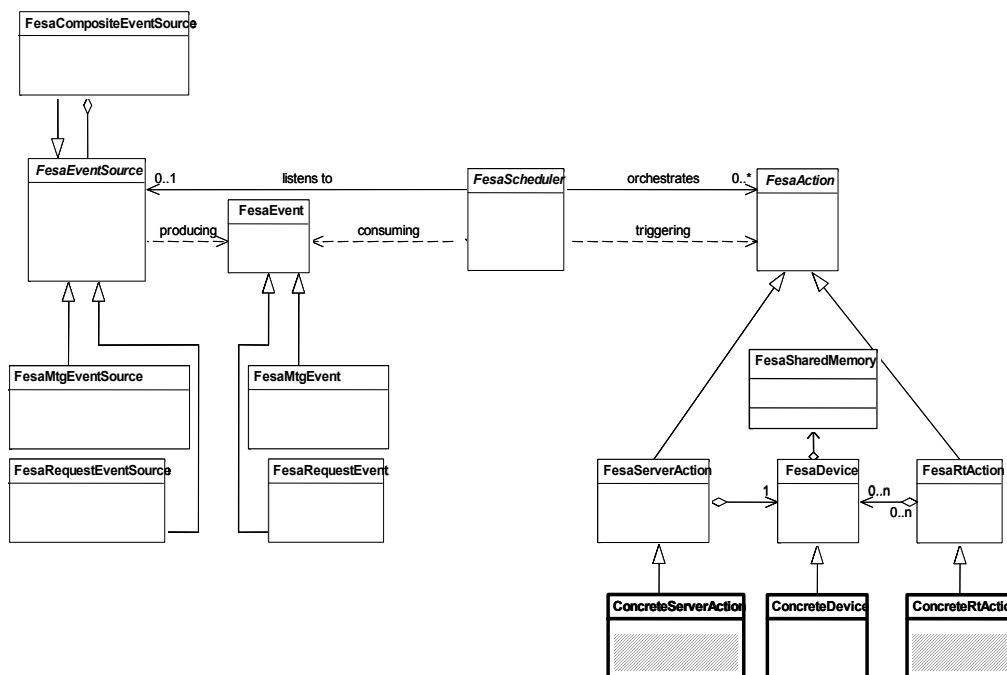 FesaCompositeEventSource
FesaEventSource
0..1
listens to
FesaScheduler
orchestrates
0..*
FesaAction
FesaEvent
producing
consuming
triggering
FesaMtgEventSource
FesaMtgEvent
FesaSharedMemory
FesaRequestEventSource
FesaRequestEvent
FesaServerAction
1
FesaDevice
0..n
0..n
FesaRtAction
ConcreteServerAction
ConcreteDevice
ConcreteRtActio